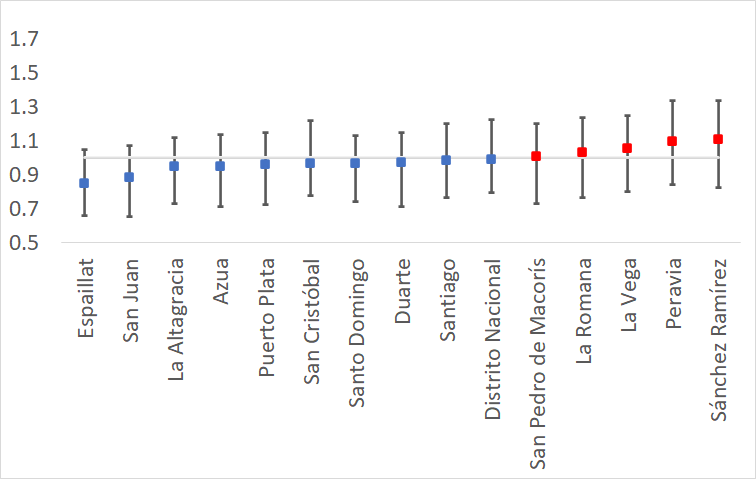 1.7
1.5
1.3
1.1
0.9
0.7
0.5
Espaillat
San Juan
La Altagracia
Azua
Puerto Plata
San Cristóbal
Santo Domingo
Duarte
Santiago
Distrito Nacional
San Pedro de Macorís
La Romana
La Vega
Peravia
Sánchez Ramírez